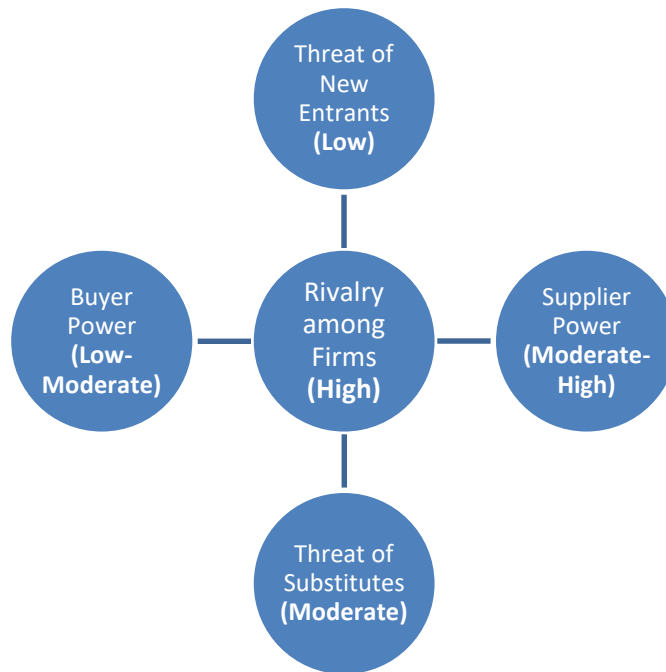 Threat of
New
Entrants
(Low)
Buyer
Power
(Low-
Moderate)
Rivalry
among
Firms
(High)
Supplier
Power
(Moderate-
High)
Threat of
Substitutes
(Moderate)